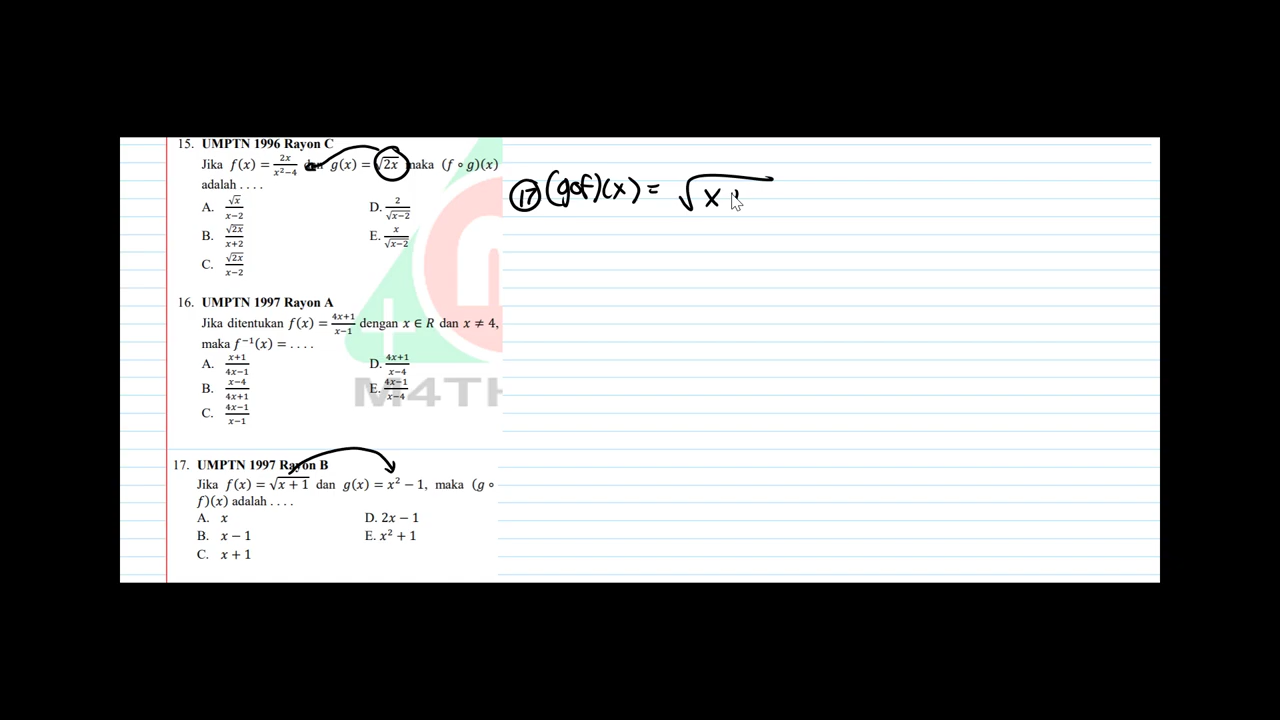 15. UMPTN 1996 Rayon C
Jika f(x) = 2x/x²−4 dan g(x) = √2x maka (f ∘ g)(x)
adalah . . . .
A. √x/x−2
D. 2/√x−2
B. √2x/x+2
E. x/√x−2
C. √2x/x−2
16. UMPTN 1997 Rayon A
Jika ditentukan f(x) = 4x+1/x−1 dengan x ∈ R dan x ≠ 4,
maka f⁻¹(x) = . . . .
A. x+1/4x−1
D. 4x+1/x−4
B. x−4/4x+1
E. 4x−1/x−4
C. 4x−1/x−1
17. UMPTN 1997 Rayon B
Jika f(x) = √x + 1 dan g(x) = x² − 1, maka (g ∘
f)(x) adalah . . . .
A. x
D. 2x − 1
B. x − 1
E. x² + 1
C. x + 1
M4TH
17 (gof)(x) = √x